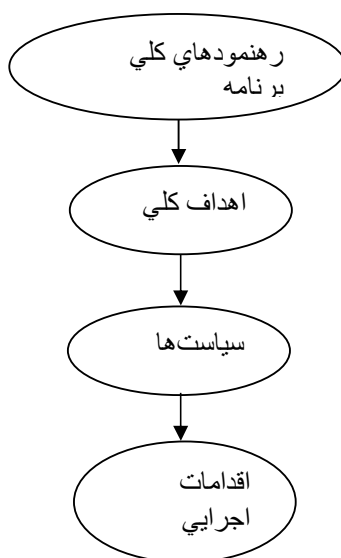 رهنمودهاي كلي
برنامه
اهداف كلي
سياست‌ها
اقدامات
اجرايي